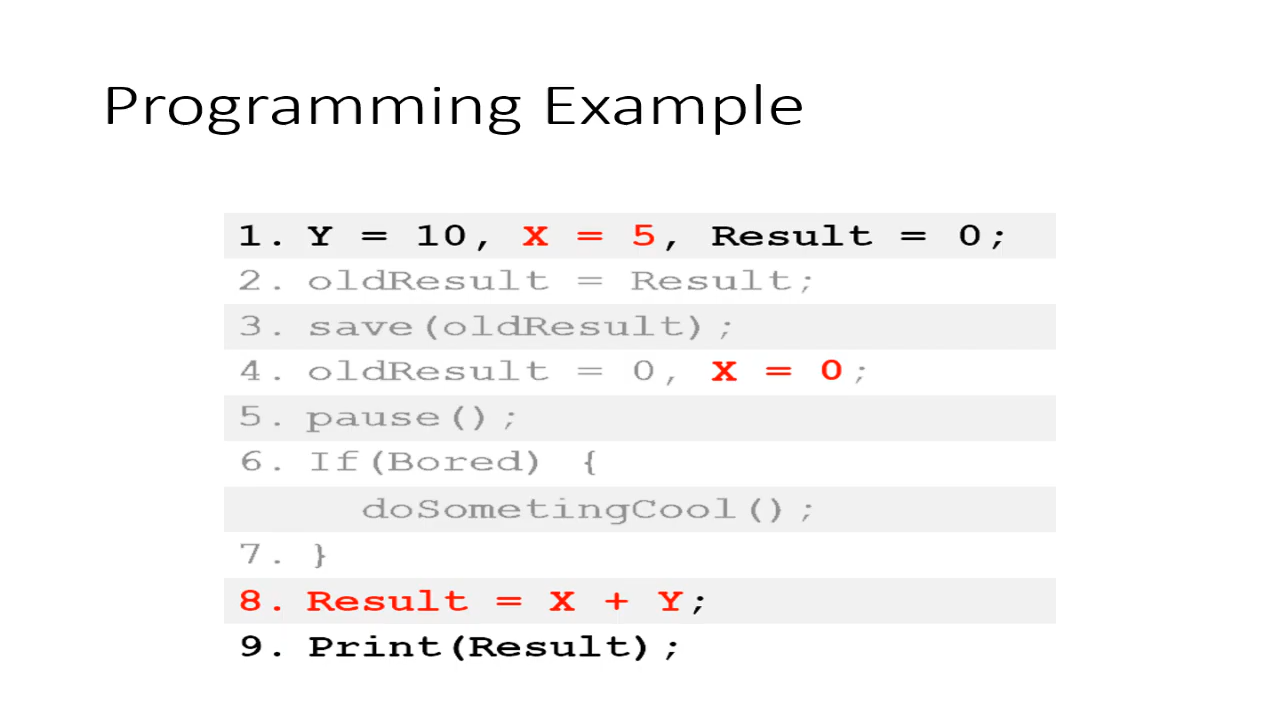 Programming Example
1. Y = 10, X = 5, Result = 0;
2. oldResult = Result;
3. save(oldResult);
4. oldResult = 0, X = 0;
5. pause();
6. If(Bored) {
doSometingCool();
7. }
8. Result = X + Y;
9. Print(Result);